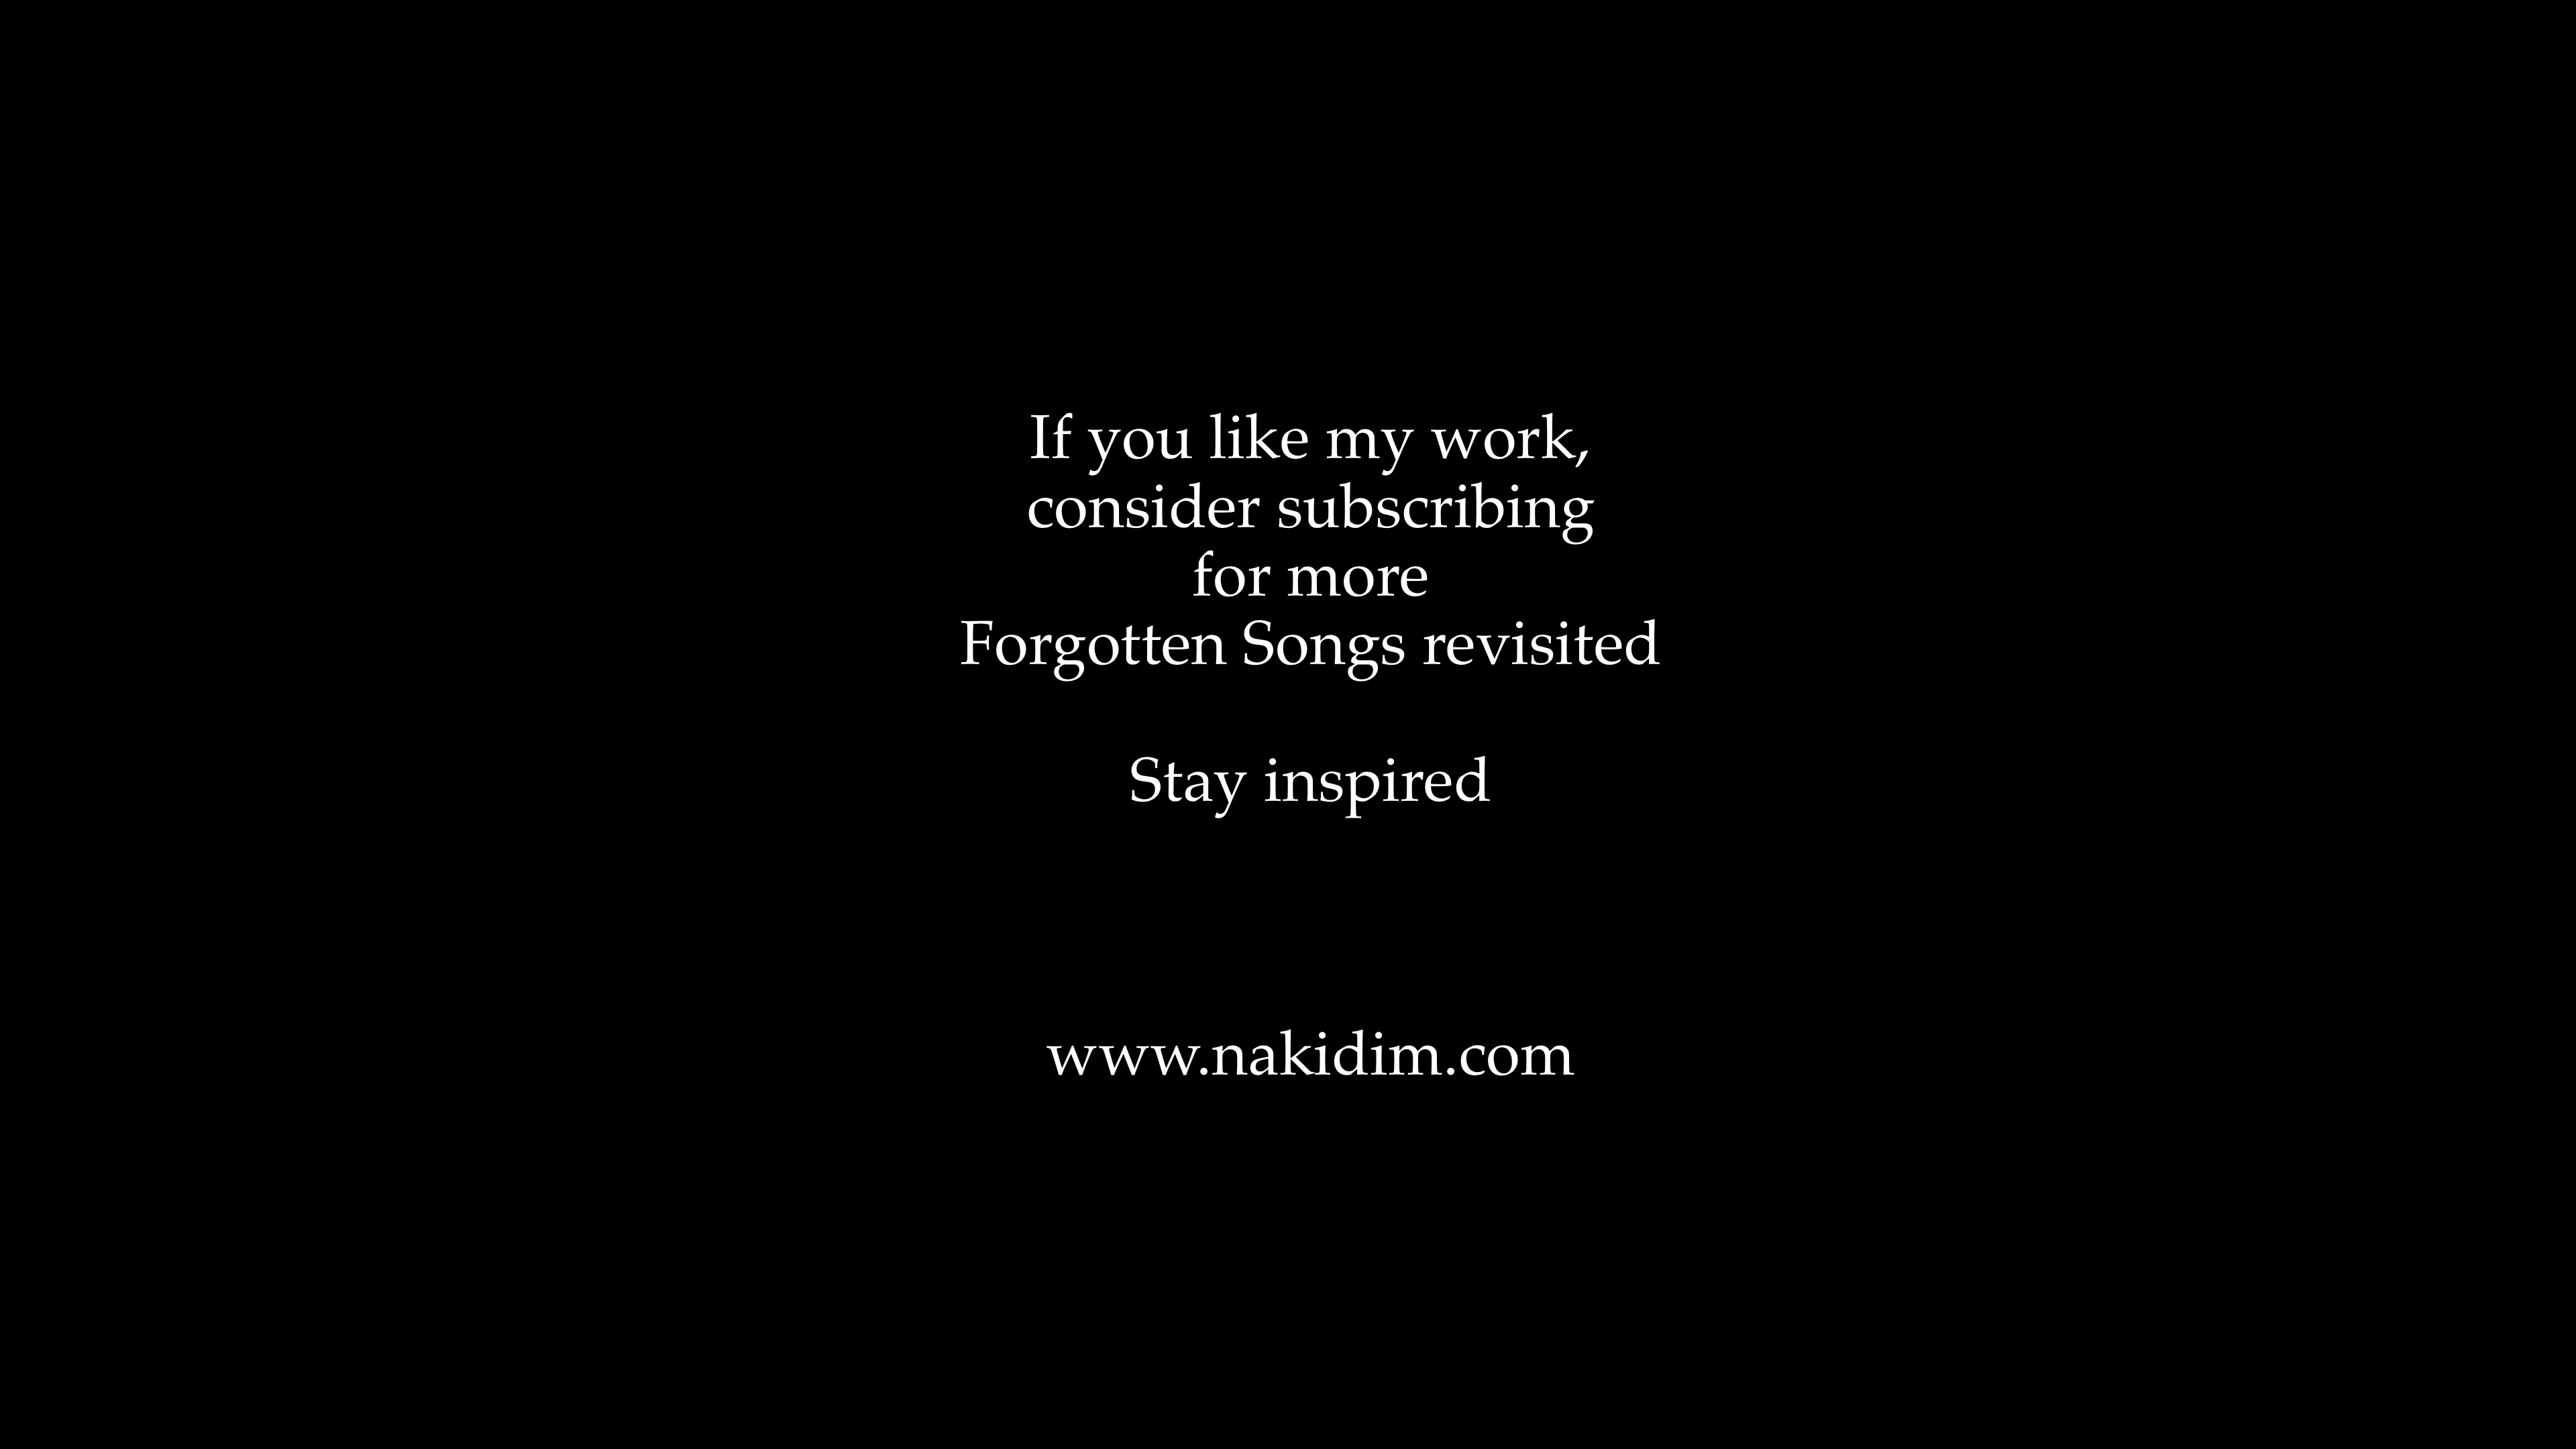 If you like my work,
consider subscribing
for more
Forgotten Songs revisited
Stay inspired
www.nakidim.com